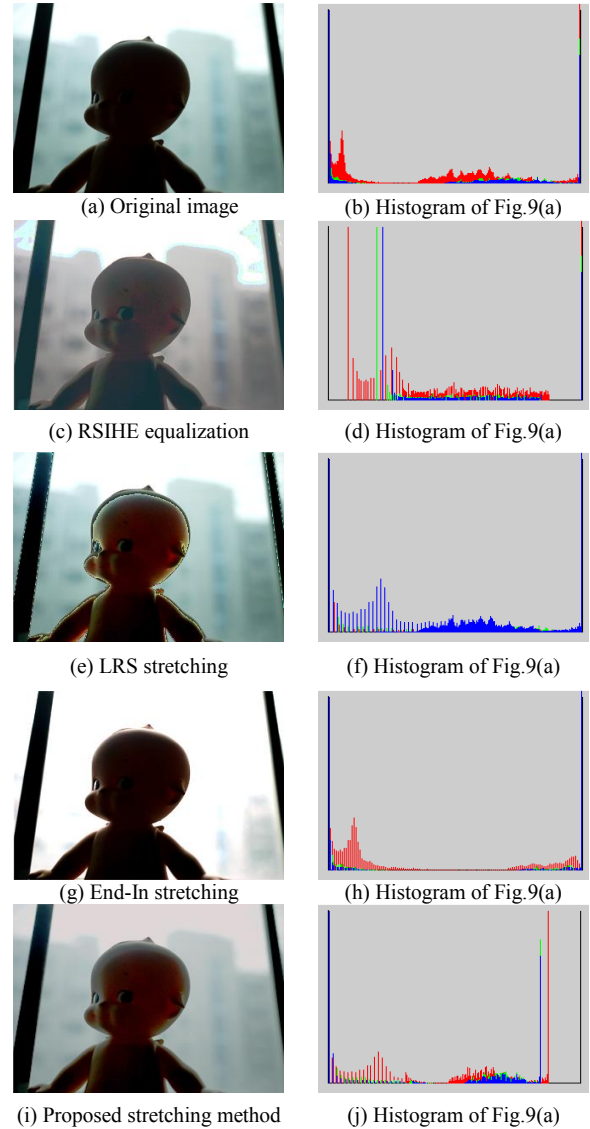 (a) Original image
(b) Histogram of Fig.9(a)
(c) RSIHE equalization
(d) Histogram of Fig.9(a)
(e) LRS stretching
(f) Histogram of Fig.9(a)
(g) End-In stretching
(h) Histogram of Fig.9(a)
(i) Proposed stretching method
(j) Histogram of Fig.9(a)